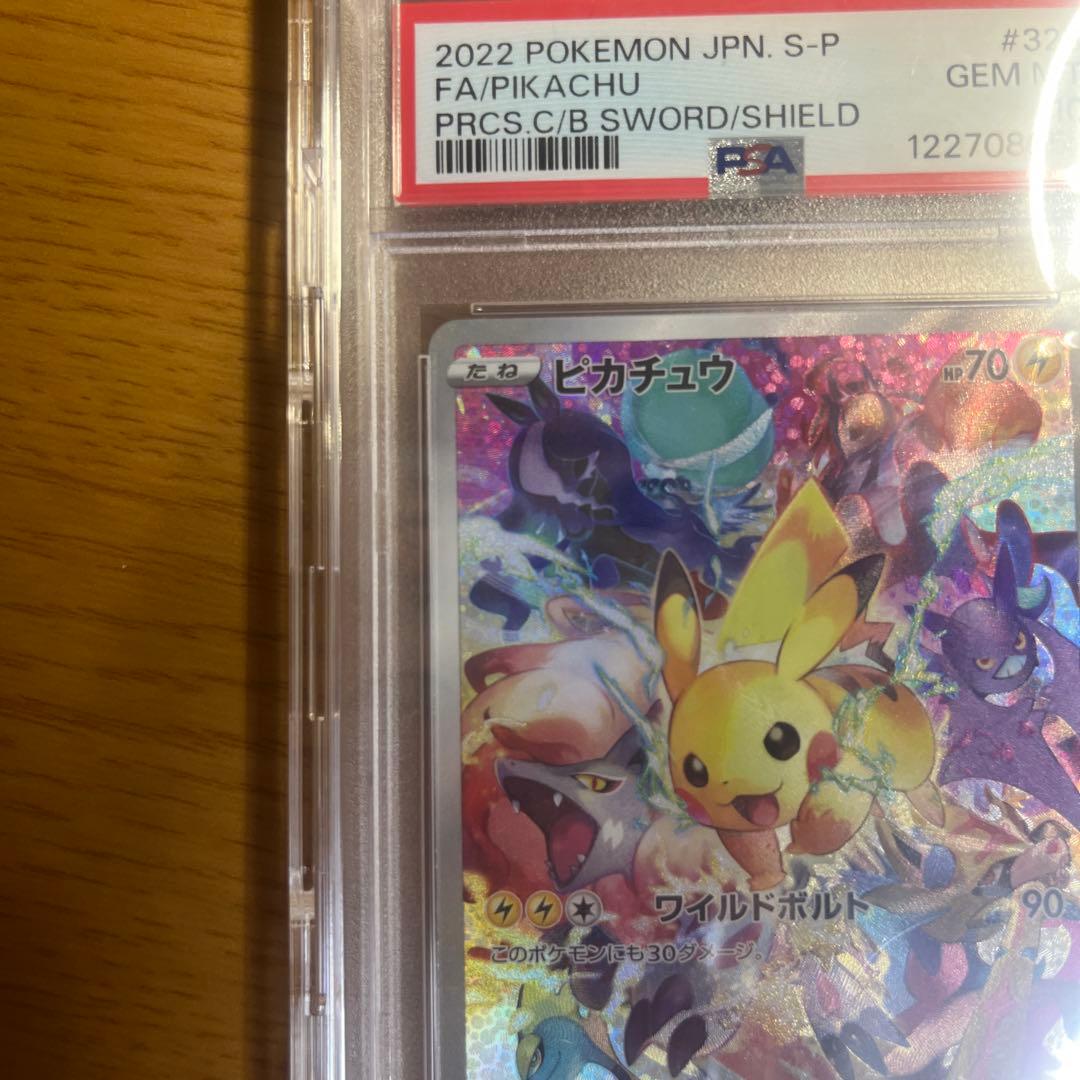 2022 POKEMON JPN. S-P
FA/PIKACHU
PRCS.C/B SWORD/SHIELD
GEM
PSA
たね ピカチュウ HP70
ワイルドボルト 90
このポケモンにも30ダメージ。